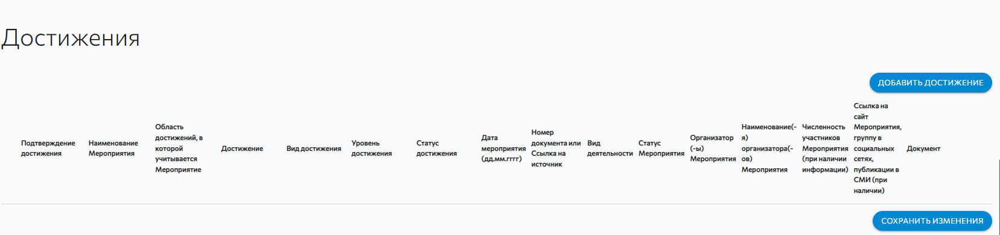 Достижения
ДОБАВИТЬ ДОСТИЖЕНИЕ
Подтверждение
достижения
Наименование
Мероприятия
Область
достижений, в
которой
учитывается
Мероприятие
Достижение
Вид достижения
Уровень
достижения
Статус
достижения
Дата
мероприятия
(дд.мм.гггг)
Номер
документа или
Ссылка на
источник
Вид
деятельности
Статус
Мероприятия
Организатор
(-ы)
Мероприятия
Наименование(-
я)
организатора(-
ов)
Мероприятия
Численность
участников
Мероприятия
(при наличии
информации)
Ссылка на
сайт
Мероприятия,
группу в
социальных
сетях,
публикации в
СМИ (при
наличии)
Документ
СОХРАНИТЬ ИЗМЕНЕНИЯ